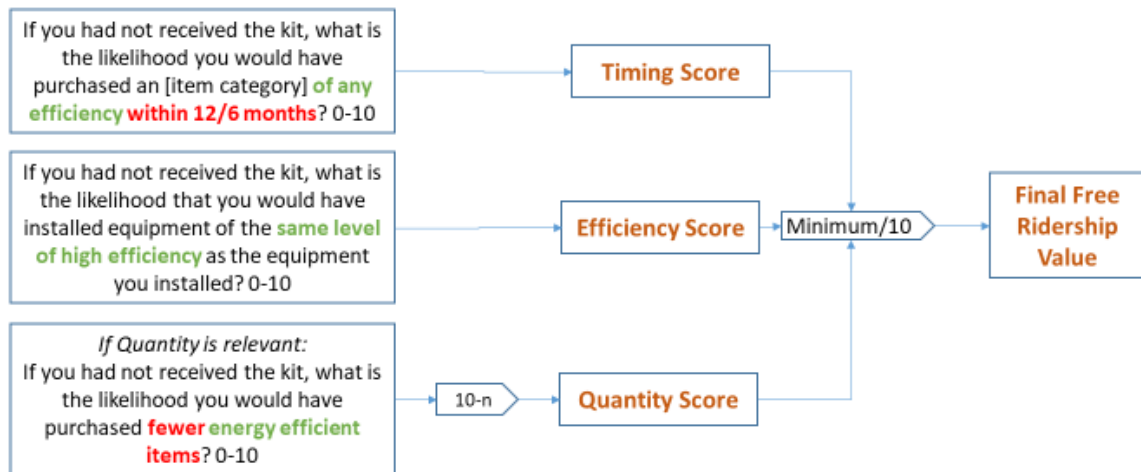 If you had not received the kit, what is
the likelihood you would have
purchased an [item category] of any
efficiency within 12/6 months? 0-10
Timing Score
If you had not received the kit, what is
the likelihood that you would have
installed equipment of the same level
of high efficiency as the equipment
you installed? 0-10
Efficiency Score
Minimum/10
Final Free
Ridership
Value
If Quantity is relevant:
If you had not received the kit, what is
the likelihood you would have
purchased fewer energy efficient
items? 0-10
10-n
Quantity Score